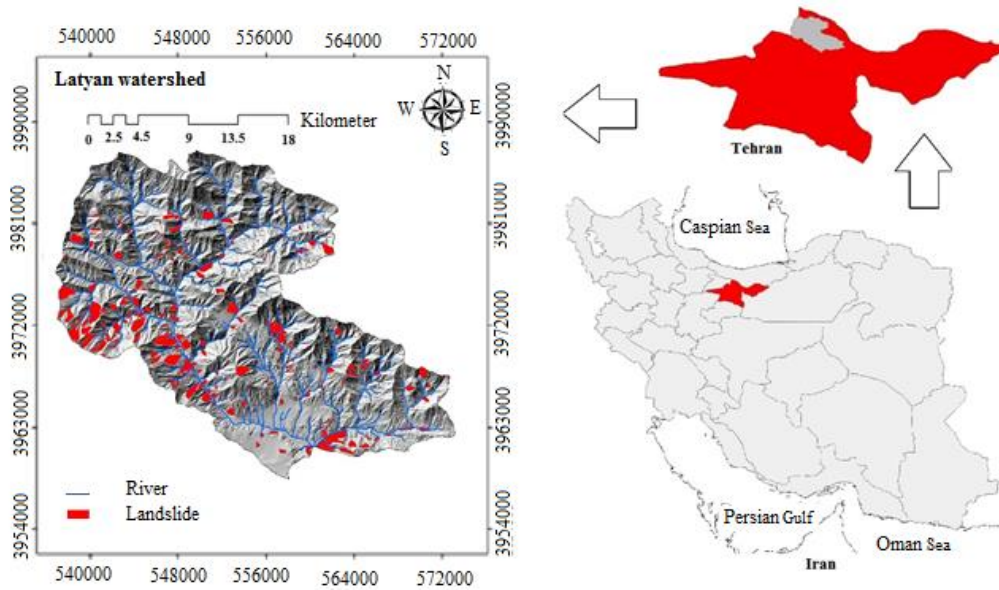 540000 548000 556000 564000 572000
Latyan watershed
N
W E
S
Kilometer
0 2.5 4.5 9 13.5 18
3990000
3981000
3972000
3963000
3954000
3990000
3981000
3972000
3963000
3954000
River
Landslide
540000 548000 556000 564000 572000
Tehran
Caspian Sea
Persian Gulf
Oman Sea
Iran